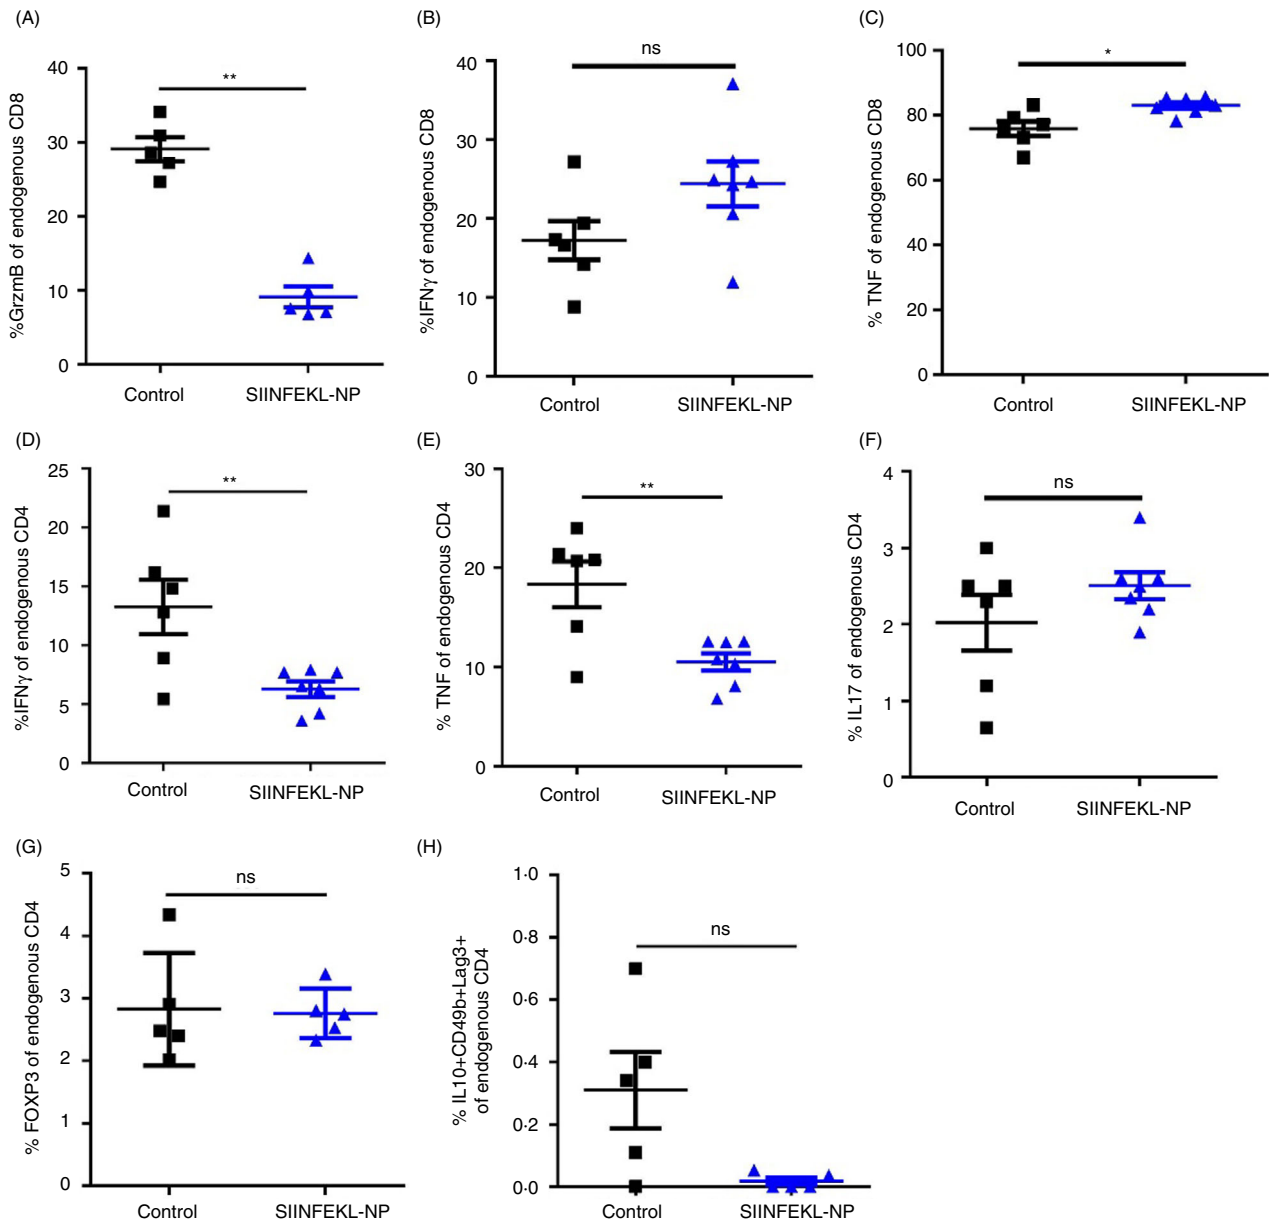 (A)
%GrzmB of endogenous CD8
40
30
20
10
0
**
Control
SIINFEKL-NP
(B)
%IFNγ of endogenous CD8
40
30
20
10
0
ns
Control
SIINFEKL-NP
(C)
% TNF of endogenous CD8
100
80
60
40
20
0
*
Control
SIINFEKL-NP
(D)
%IFNγ of endogenous CD4
25
20
15
10
5
0
**
Control
SIINFEKL-NP
(E)
% TNF of endogenous CD4
30
20
10
0
**
Control
SIINFEKL-NP
(F)
% IL17 of endogenous CD4
4
3
2
1
0
ns
Control
SIINFEKL-NP
(G)
% FOXP3 of endogenous CD4
5
4
3
2
1
0
ns
Control
SIINFEKL-NP
(H)
% IL10+CD49b+Lag3+
of endogenous CD4
1·0
0·8
0·6
0·4
0·2
0·0
ns
Control
SIINFEKL-NP